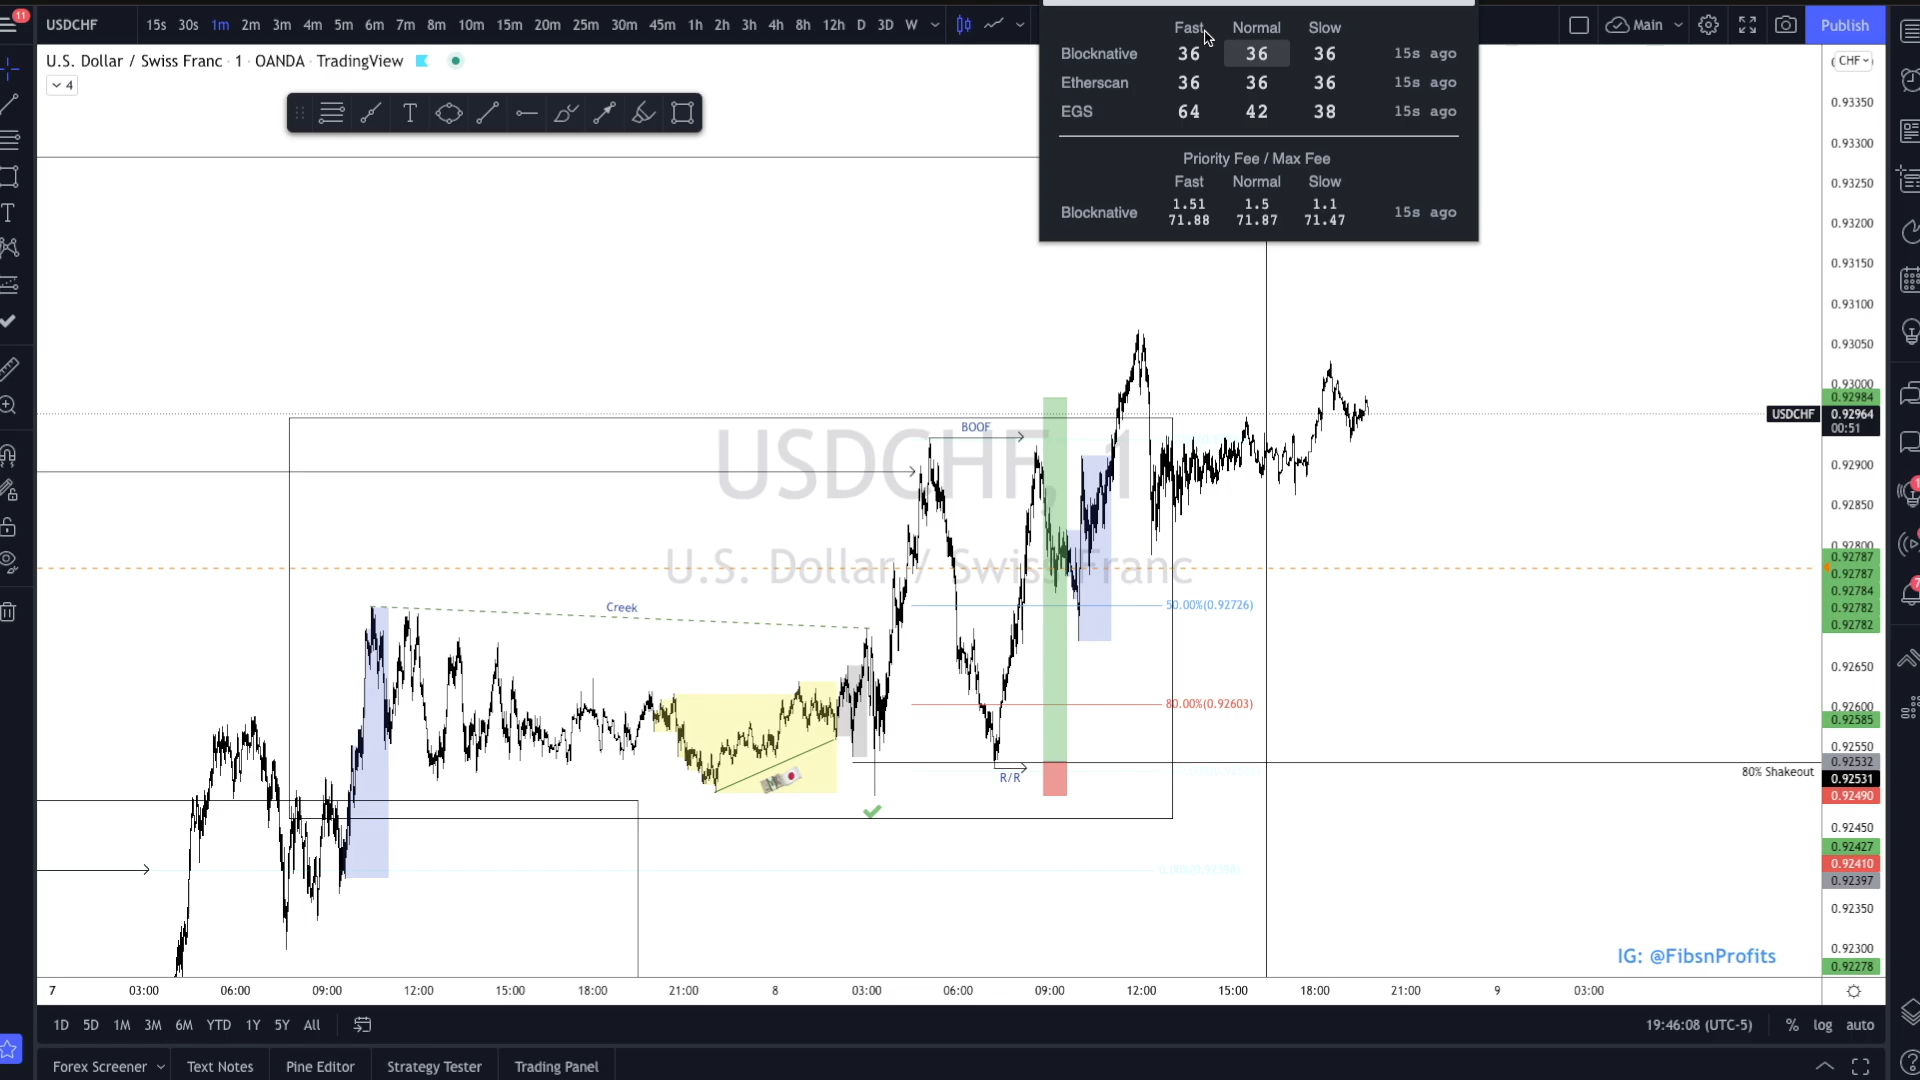 11
USDCHF
15s 30s 1m 2m 3m 4m 5m 6m 7m 8m 10m 15m 20m 25m 30m 45m 1h 2h 3h 4h 8h 12h D 3D W
Main
Publish
U.S. Dollar / Swiss Franc · 1 · OANDA · TradingView
4
Fast Normal Slow
Blocknative 36 36 36 15s ago
Etherscan 36 36 36 15s ago
EGS 64 42 38 15s ago
Priority Fee / Max Fee
Fast Normal Slow
Blocknative 1.51 1.5 1.1 15s ago
71.88 71.87 71.47
CHF
0.93350
0.93300
0.93250
0.93200
0.93150
0.93100
0.93050
0.93000
0.92984
USDCHF 0.92964
00:51
0.92900
0.92850
0.92800
0.92787
0.92787
0.92784
0.92782
0.92782
0.92650
0.92600
0.92585
0.92550
0.92532
0.92531
0.92490
0.92450
0.92427
0.92410
0.92397
0.92350
0.92300
0.92278
USDCHF, 1
U.S. Dollar / Swiss Franc
BOOF
Creek
50.00%(0.92726)
80.00%(0.92603)
R/R
80% Shakeout
0.00%(0.92398)
IG: @FibsnProfits
7 03:00 06:00 09:00 12:00 15:00 18:00 21:00 8 03:00 06:00 09:00 12:00 15:00 18:00 21:00 9 03:00
1D 5D 1M 3M 6M YTD 1Y 5Y All
19:46:08 (UTC-5) % log auto
Forex Screener Text Notes Pine Editor Strategy Tester Trading Panel